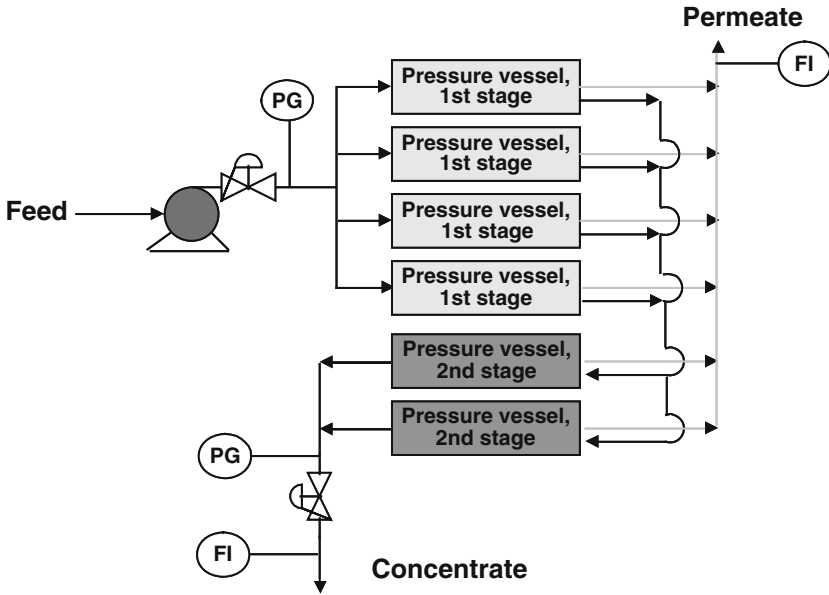 Permeate
FI
Pressure vessel,
1st stage
PG
Pressure vessel,
1st stage
Feed
Pressure vessel,
1st stage
Pressure vessel,
1st stage
Pressure vessel,
2nd stage
Pressure vessel,
2nd stage
PG
FI
Concentrate